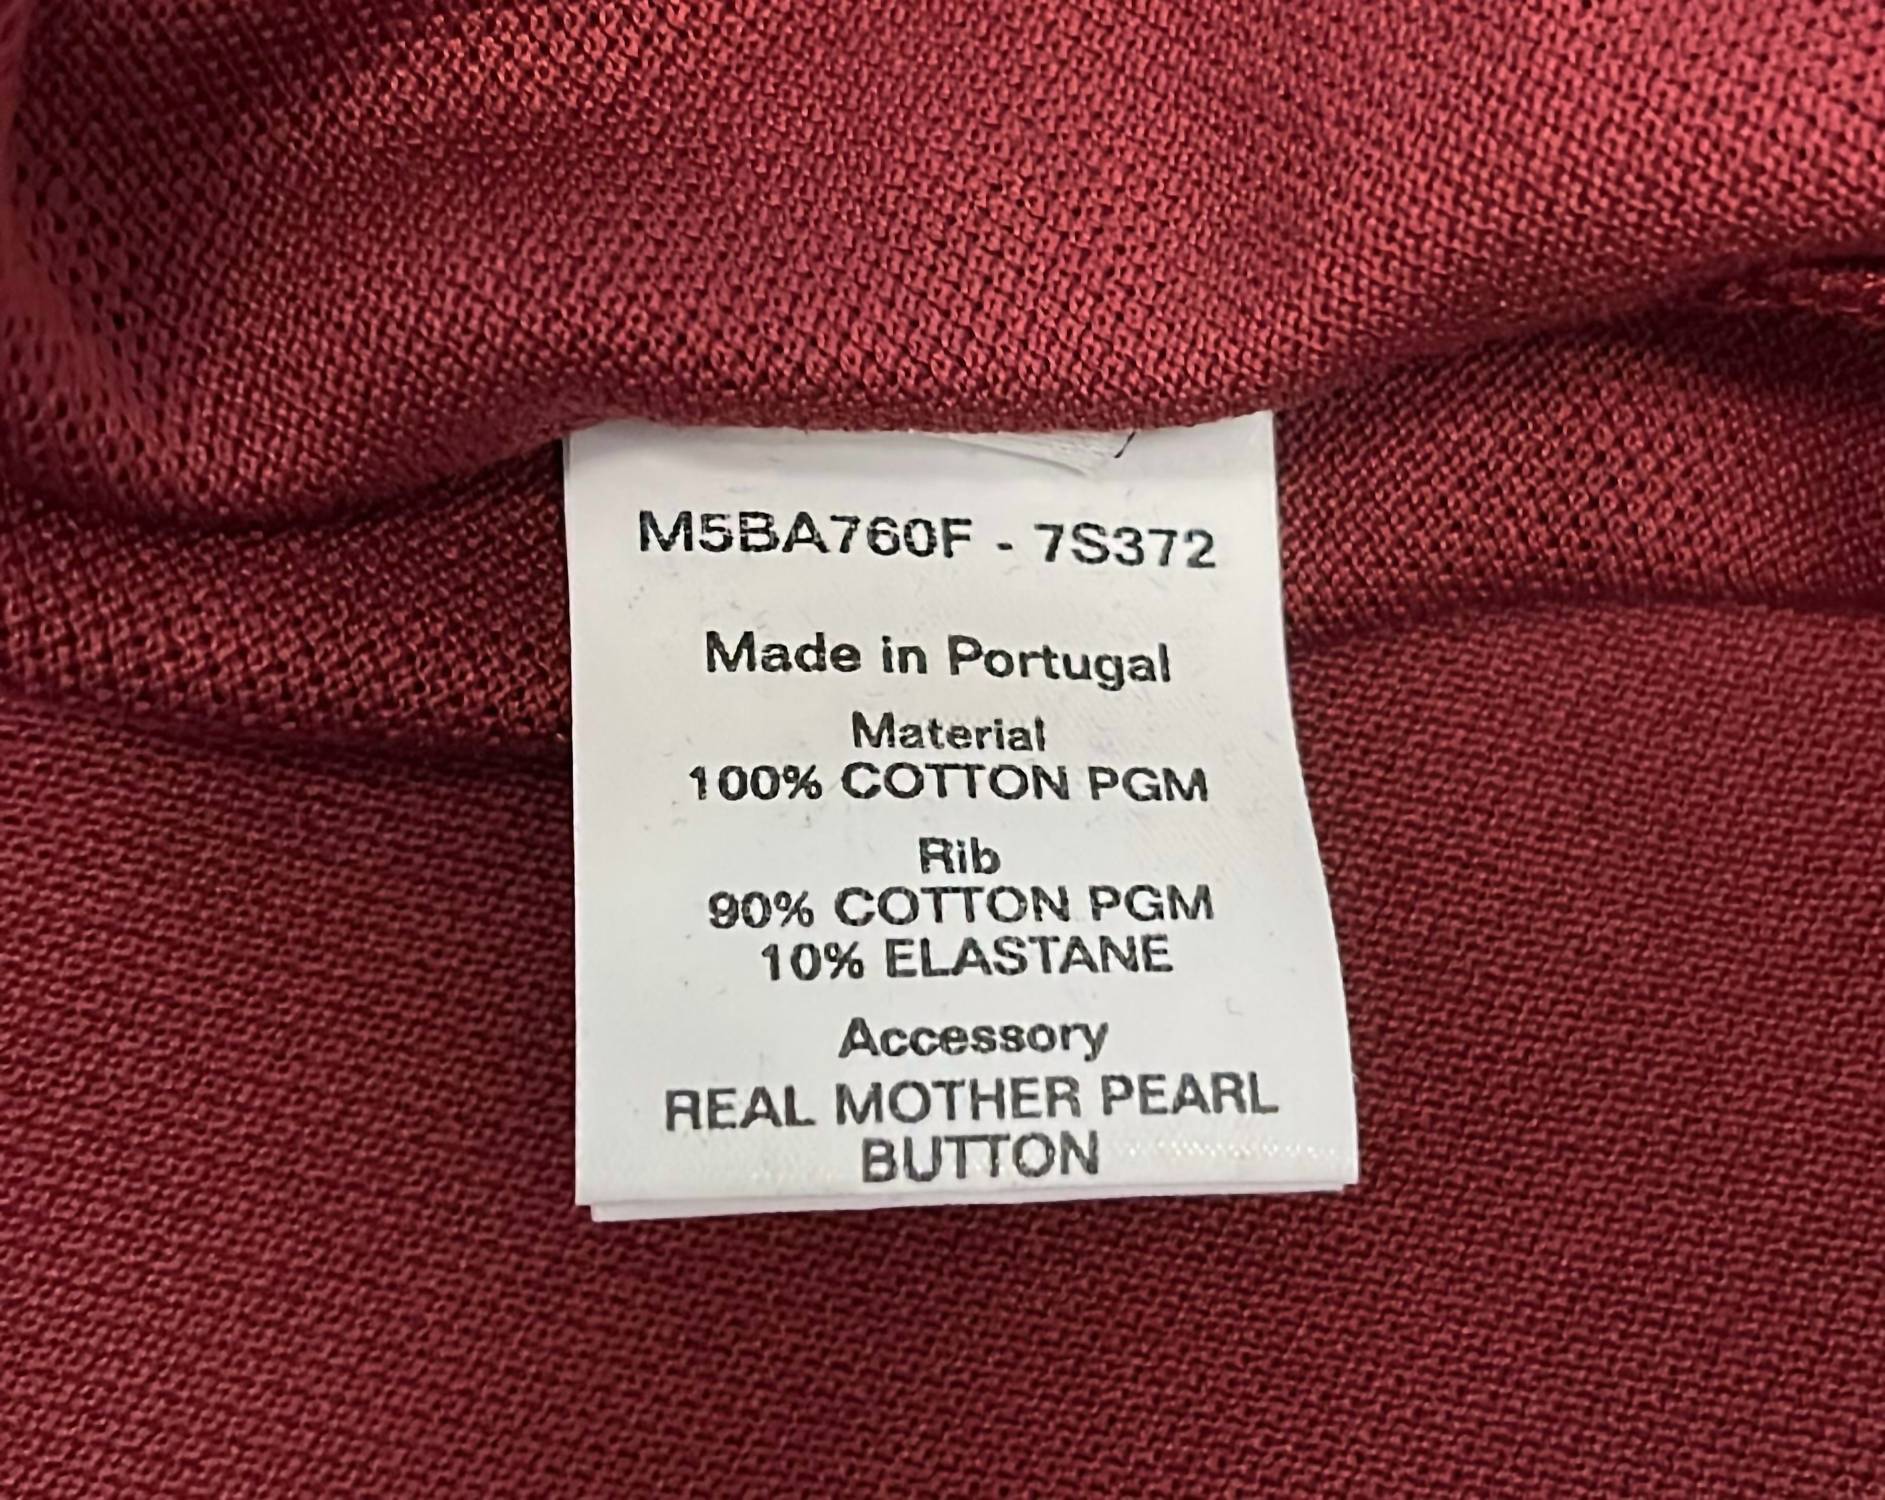 M5BA760F - 7S372
Made in Portugal
Material
100% COTTON PGM
Rib
90% COTTON PGM
10% ELASTANE
Accessory
REAL MOTHER PEARL
BUTTON